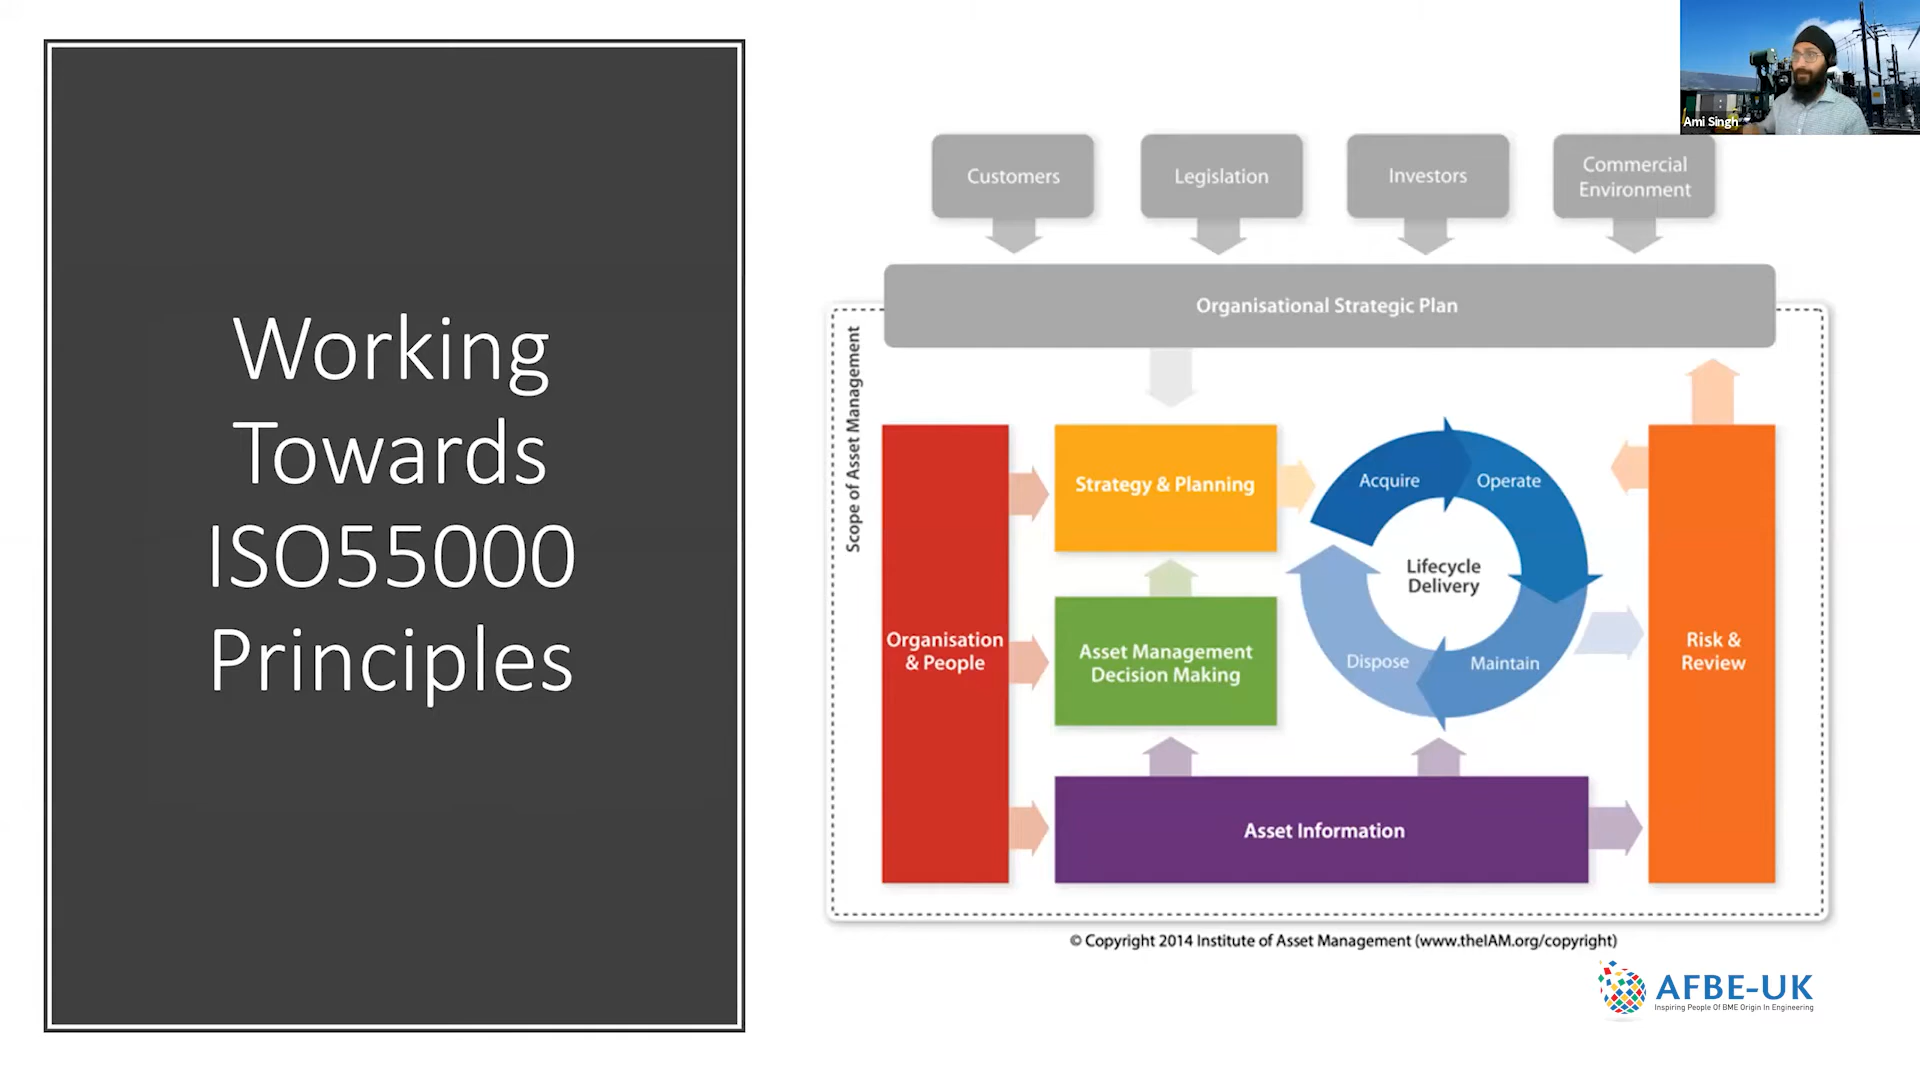 Working
Towards
ISO55000
Principles
Ami Singh
Customers
Legislation
Investors
Commercial
Environment
Organisational Strategic Plan
Scope of Asset Management
Organisation
& People
Strategy & Planning
Asset Management
Decision Making
Acquire
Operate
Lifecycle
Delivery
Dispose
Maintain
Risk &
Review
Asset Information
© Copyright 2014 Institute of Asset Management (www.theIAM.org/copyright)
AFBE-UK
Inspiring People Of BME Origin In Engineering